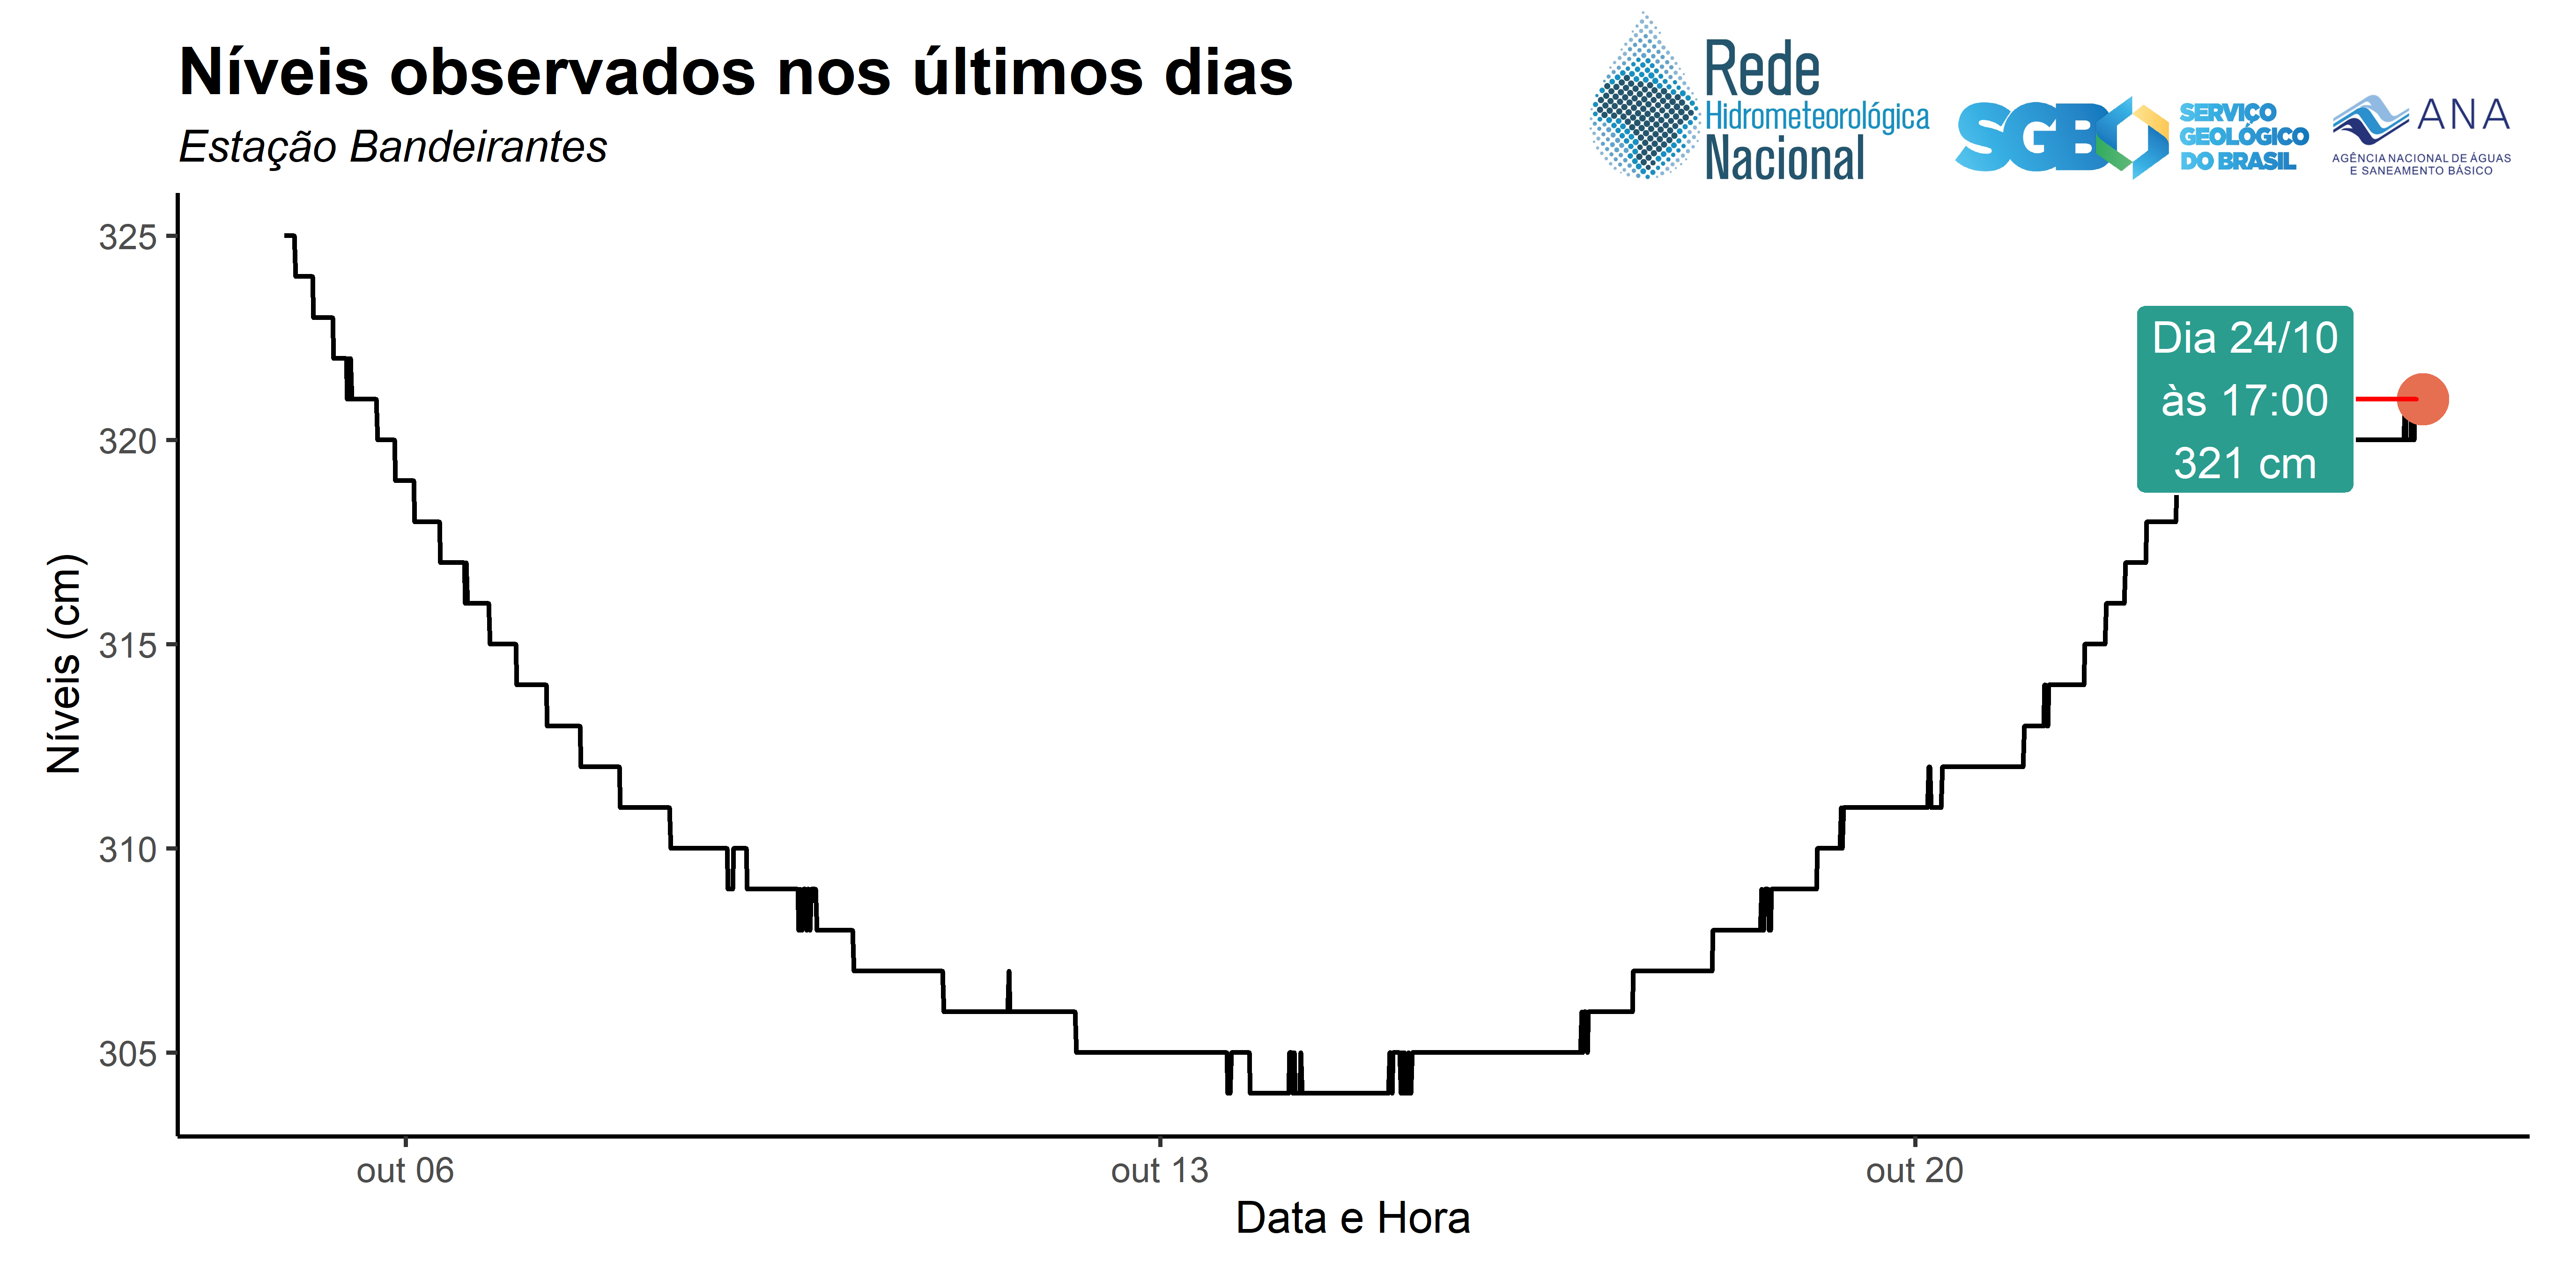 Níveis observados nos últimos dias
Estação Bandeirantes
Rede
Hidrometeorológica
Nacional
SGB
SERVIÇO
GEOLÓGICO
DO BRASIL
ANA
AGÊNCIA NACIONAL DE ÁGUAS
E SANEAMENTO BÁSICO
325
320
315
310
305
Níveis (cm)
Dia 24/10
às 17:00
321 cm
out 06
out 13
out 20
Data e Hora